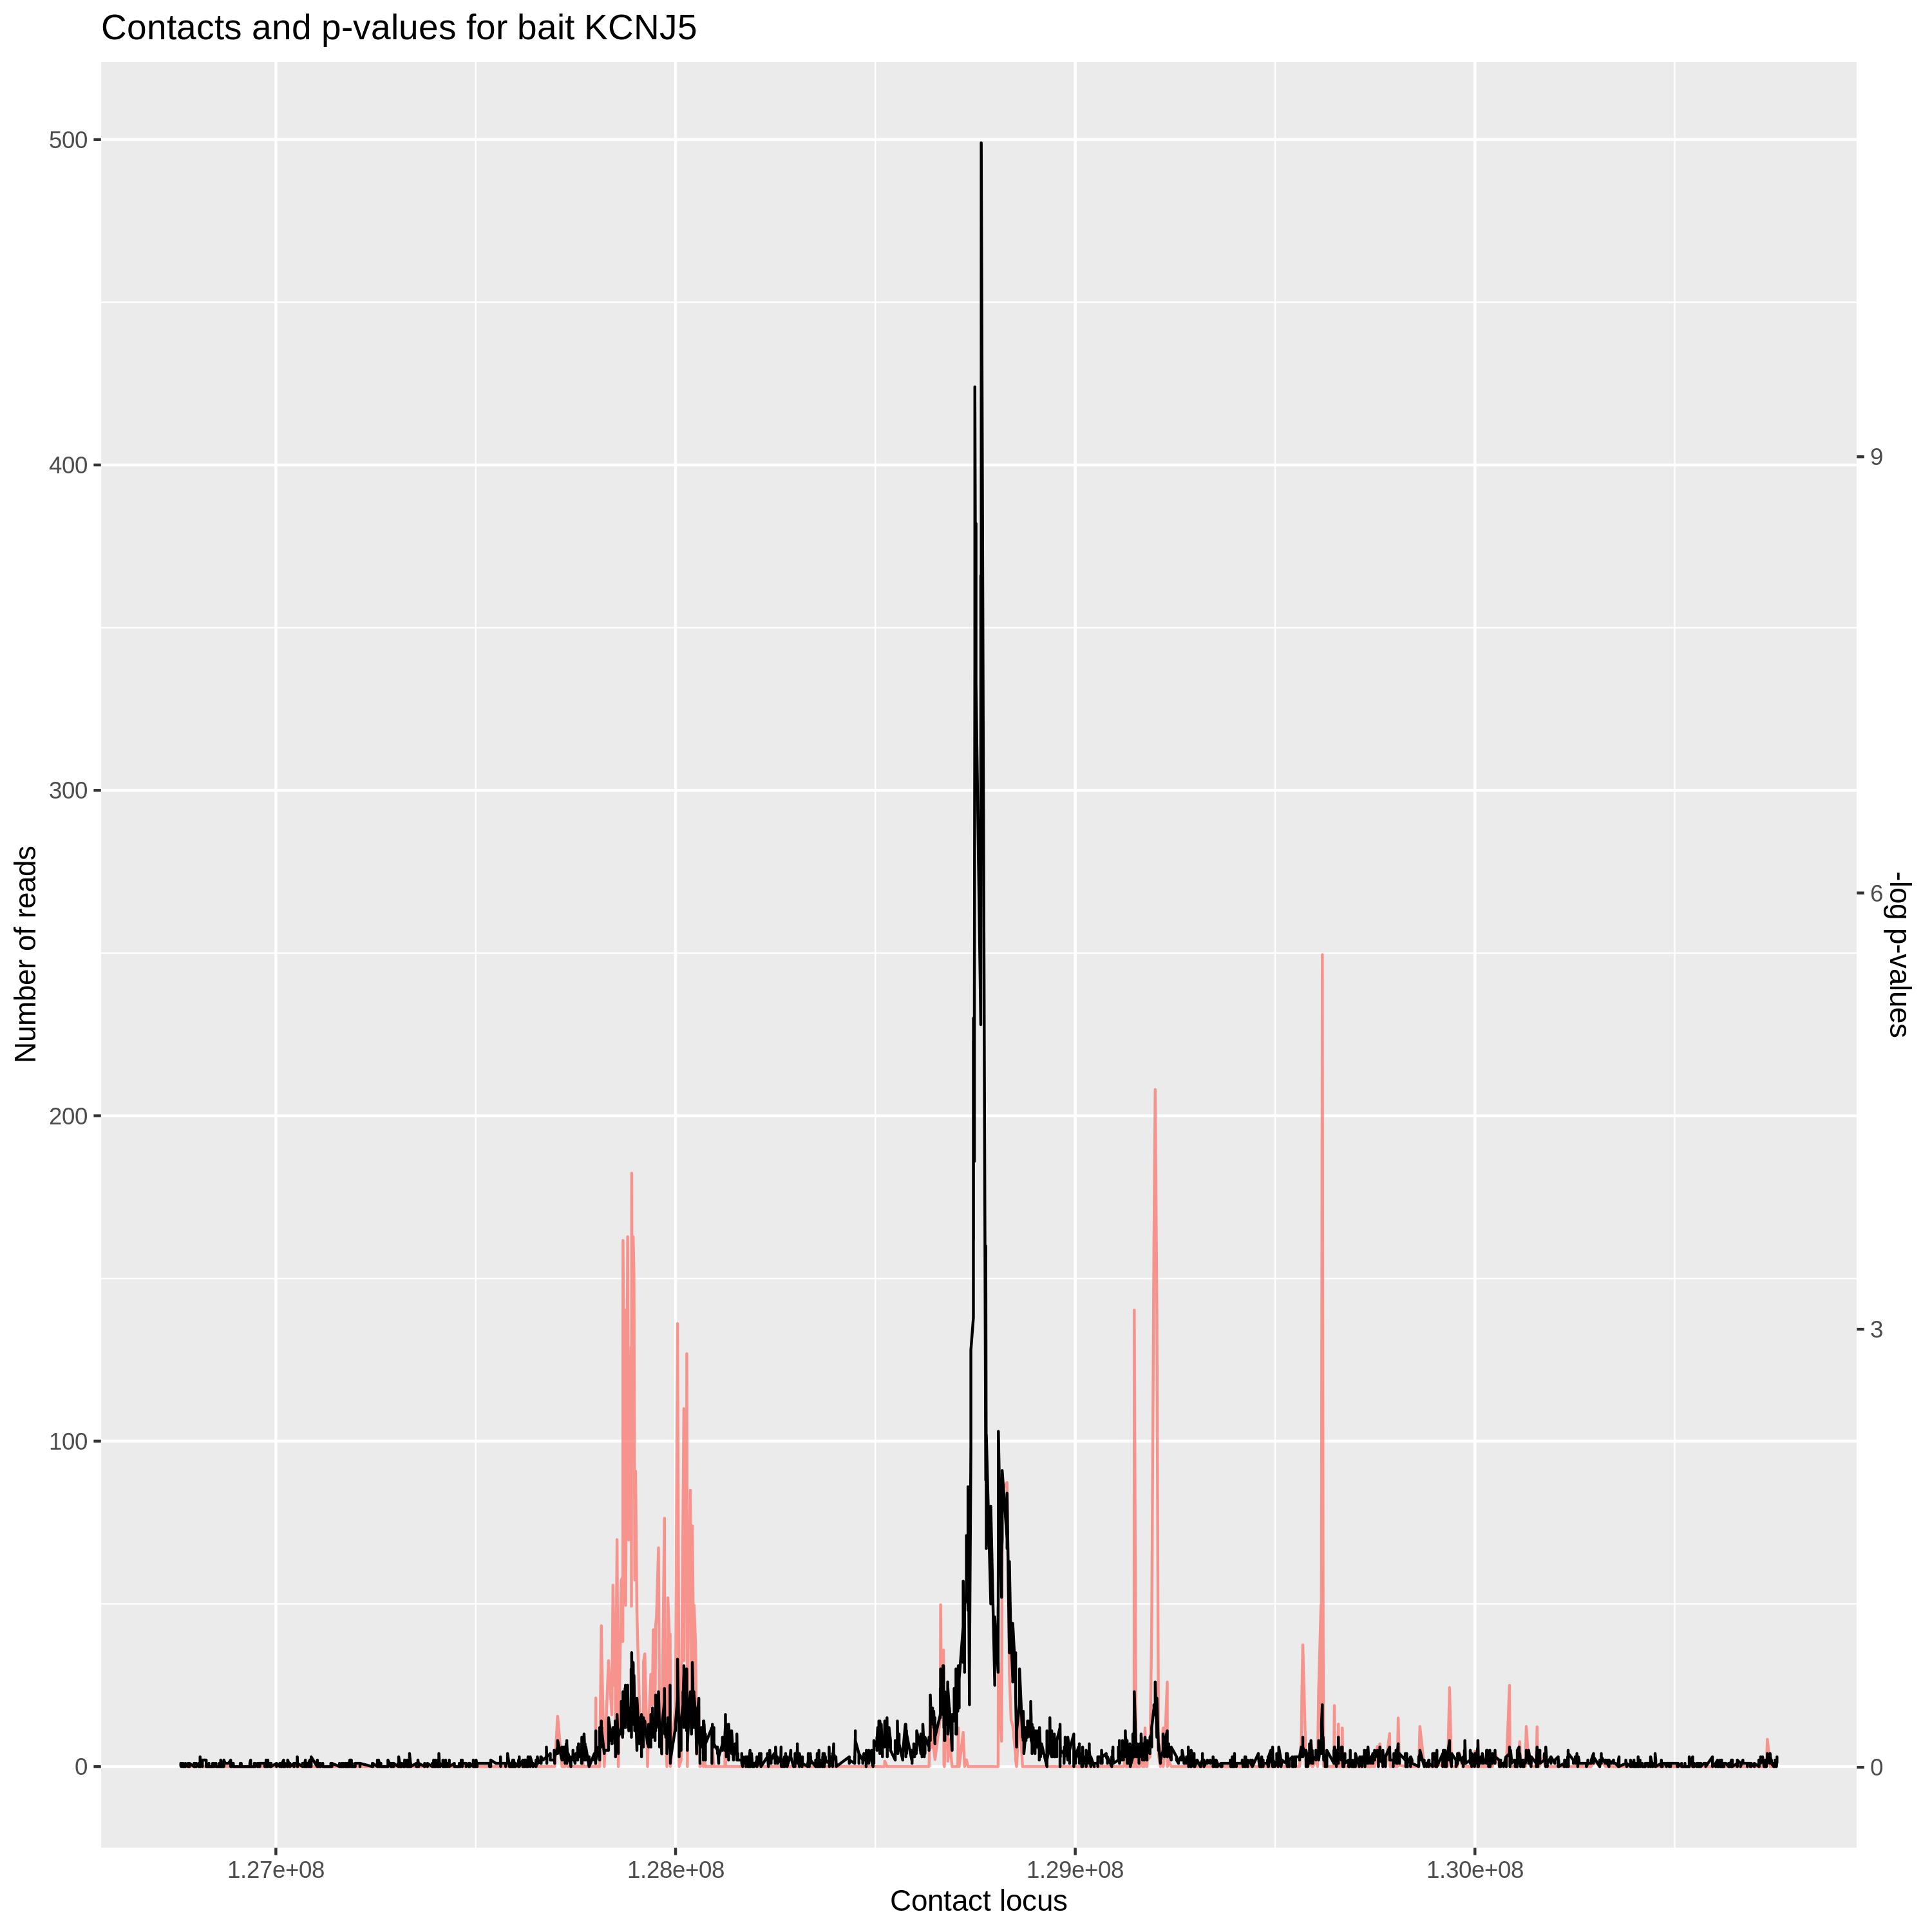 Contacts and p-values for bait KCNJ5
500
400
300
200
100
0
Number of reads
9
6
3
0
-log p-values
1.27e+08
1.28e+08
1.29e+08
1.30e+08
Contact locus